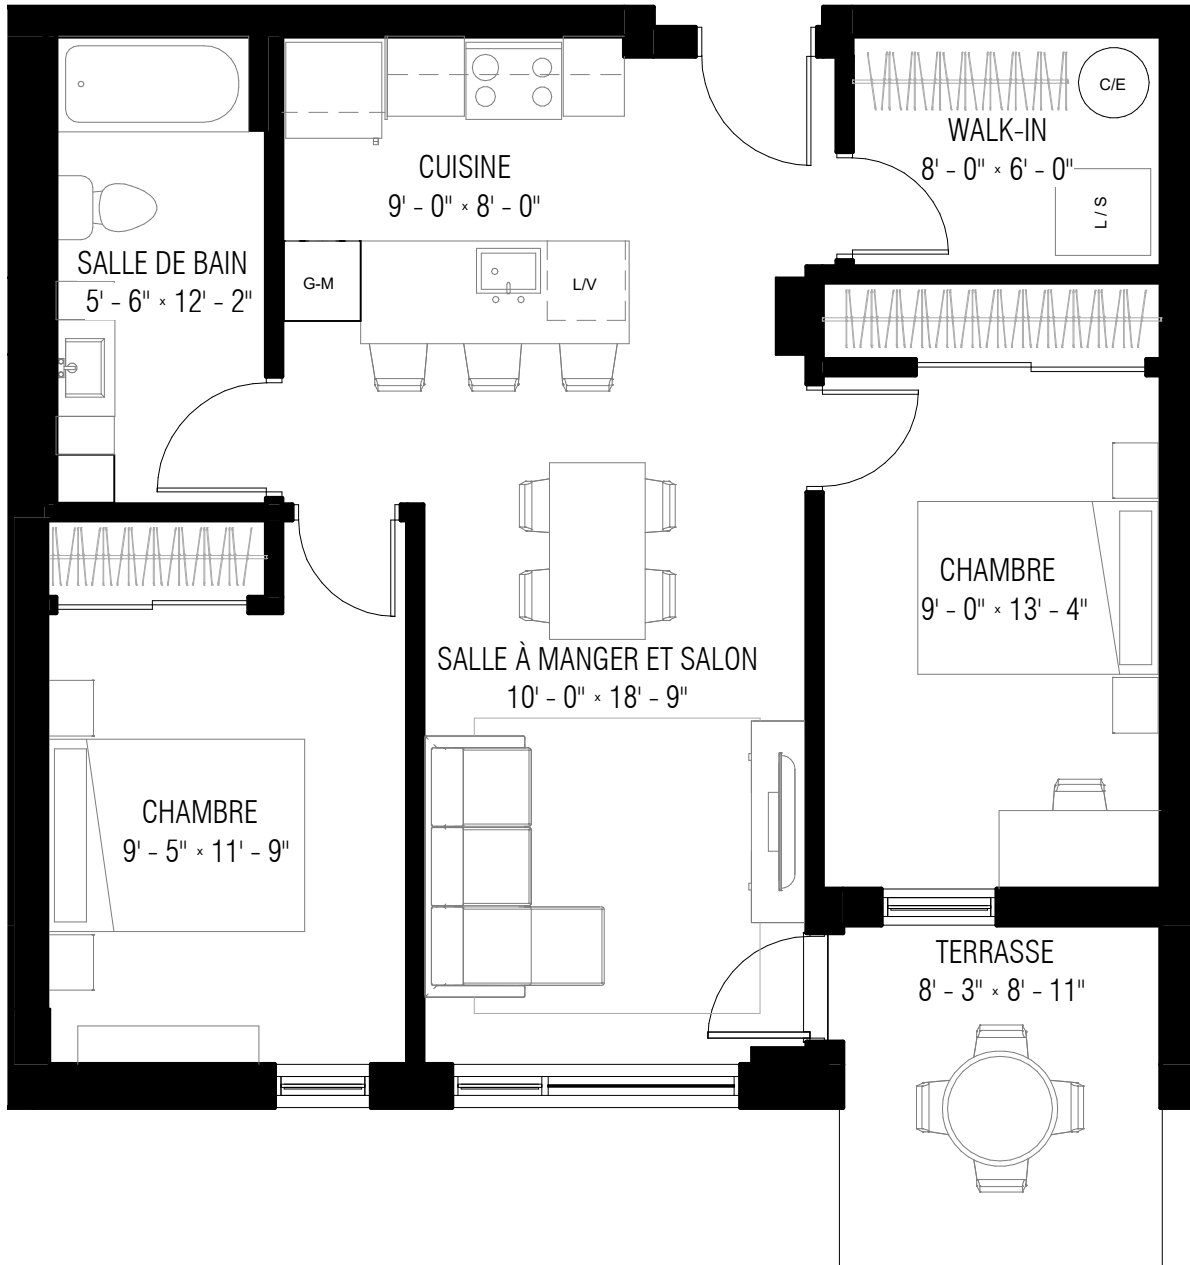 C/E
WALK-IN
8' - 0" x 6' - 0"
L / S
CUISINE
9' - 0" x 8' - 0"
SALLE DE BAIN
5' - 6" x 12' - 2"
G-M
L/V
CHAMBRE
9' - 0" x 13' - 4"
SALLE À MANGER ET SALON
10' - 0" x 18' - 9"
CHAMBRE
9' - 5" x 11' - 9"
TERRASSE
8' - 3" x 8' - 11"